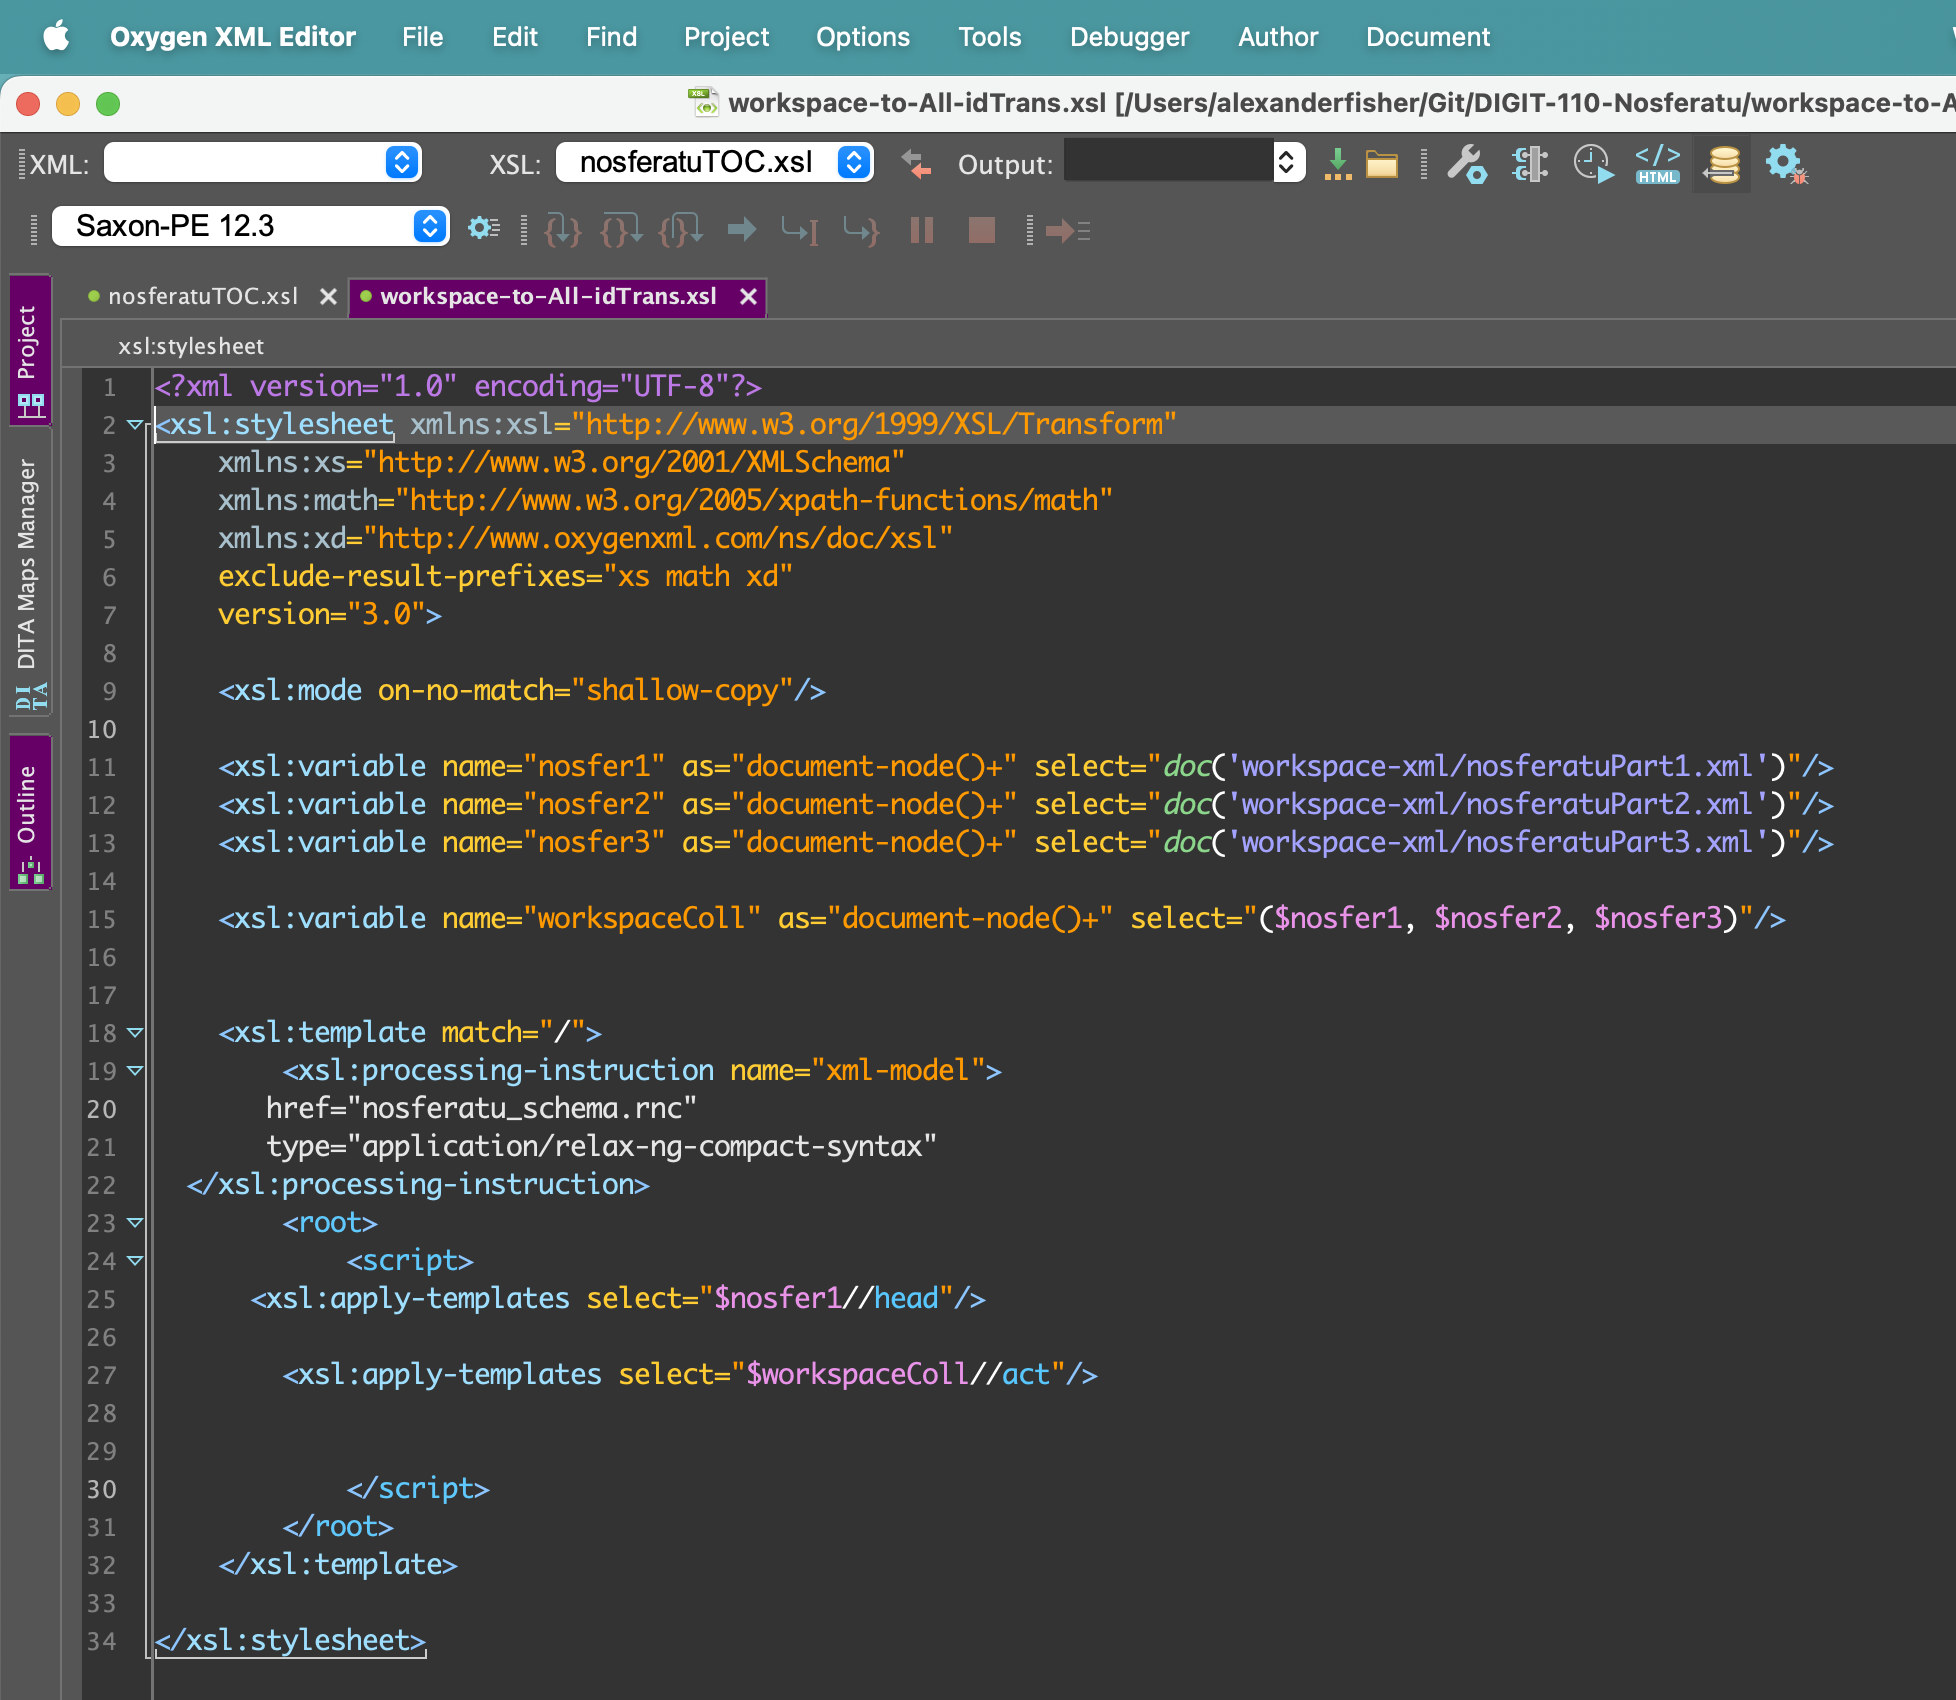 Oxygen XML Editor File Edit Find Project Options Tools Debugger Author Document
workspace-to-All-idTrans.xsl [/Users/alexanderfisher/Git/DIGIT-110-Nosferatu/workspace-to-A
XML: XSL: nosferatuTOC.xsl Output: </> HTML
Saxon-PE 12.3
nosferatuTOC.xsl workspace-to-All-idTrans.xsl
Project
DITA Maps Manager
DITA
Outline
xsl:stylesheet
1 <?xml version="1.0" encoding="UTF-8"?>
2 <xsl:stylesheet xmlns:xsl="http://www.w3.org/1999/XSL/Transform"
3 xmlns:xs="http://www.w3.org/2001/XMLSchema"
4 xmlns:math="http://www.w3.org/2005/xpath-functions/math"
5 xmlns:xd="http://www.oxygenxml.com/ns/doc/xsl"
6 exclude-result-prefixes="xs math xd"
7 version="3.0">
8
9 <xsl:mode on-no-match="shallow-copy"/>
10
11 <xsl:variable name="nosfer1" as="document-node()+" select="doc('workspace-xml/nosferatuPart1.xml')"/>
12 <xsl:variable name="nosfer2" as="document-node()+" select="doc('workspace-xml/nosferatuPart2.xml')"/>
13 <xsl:variable name="nosfer3" as="document-node()+" select="doc('workspace-xml/nosferatuPart3.xml')"/>
14
15 <xsl:variable name="workspaceColl" as="document-node()+" select="($nosfer1, $nosfer2, $nosfer3)"/>
16
17
18 <xsl:template match="/">
19 <xsl:processing-instruction name="xml-model">
20 href="nosferatu_schema.rnc"
21 type="application/relax-ng-compact-syntax"
22 </xsl:processing-instruction>
23 <root>
24 <script>
25 <xsl:apply-templates select="$nosfer1//head"/>
26
27 <xsl:apply-templates select="$workspaceColl//act"/>
28
29
30 </script>
31 </root>
32 </xsl:template>
33
34 </xsl:stylesheet>